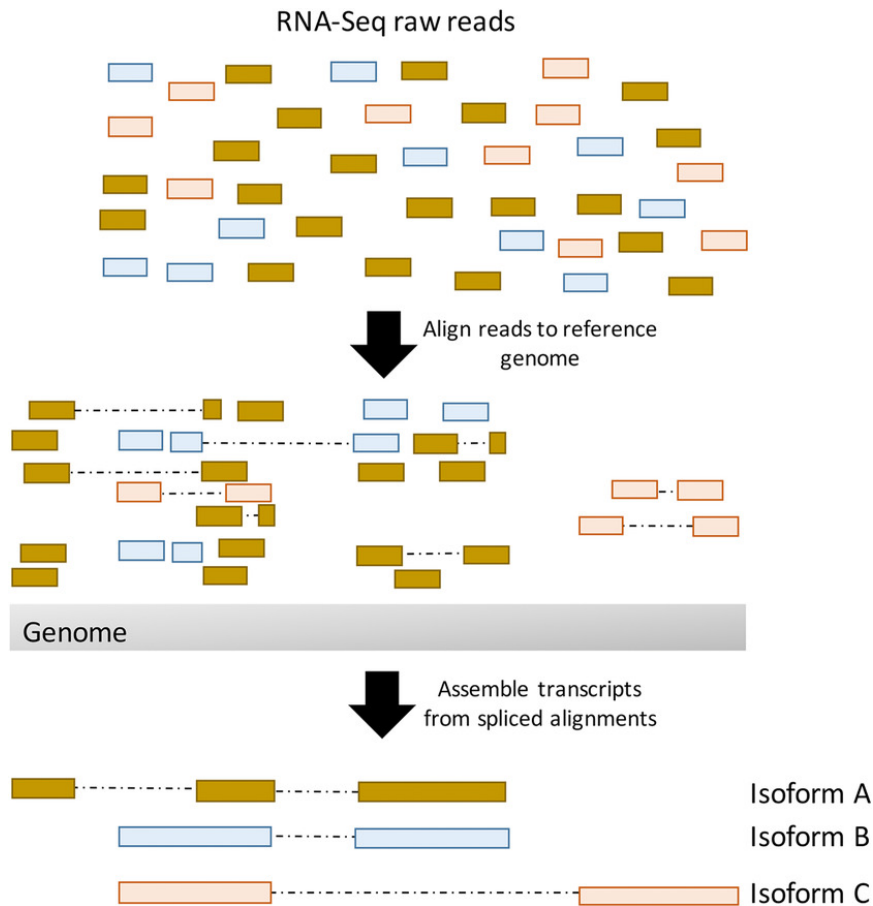 RNA-Seq raw reads
Align reads to reference
genome
Genome
Assemble transcripts
from spliced alignments
Isoform A
Isoform B
Isoform C